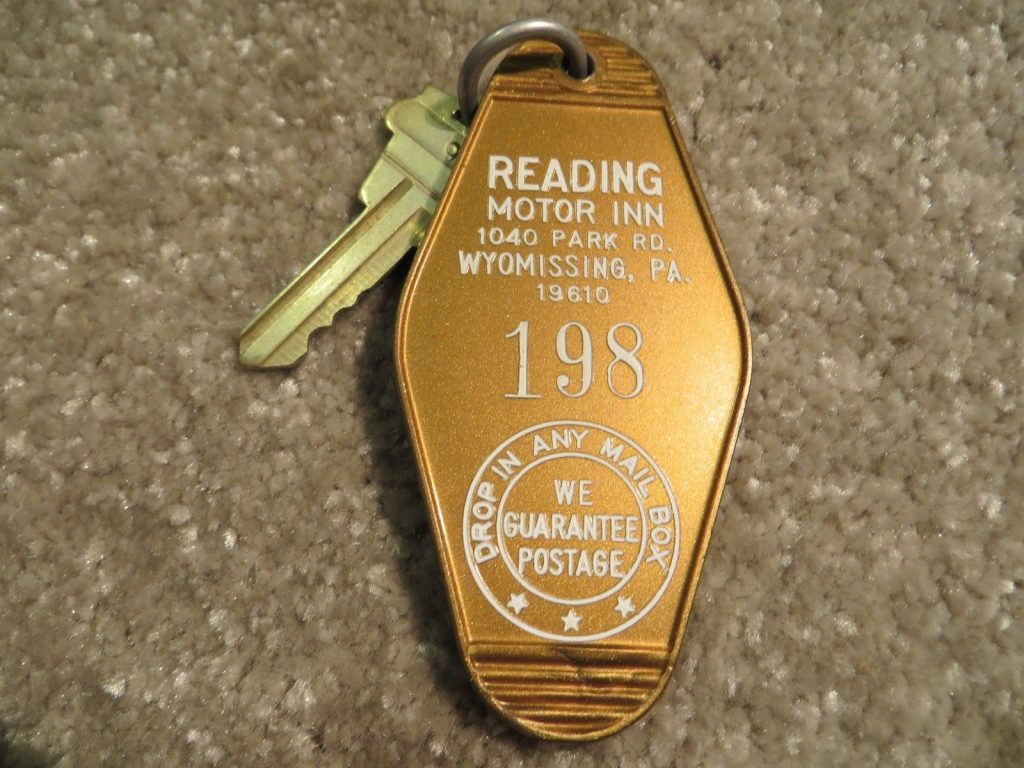 READING
MOTOR INN
1040 PARK RD.
WYOMISSING, PA.
19610
198
DROP IN ANY MAIL BOX
WE
GUARANTEE
POSTAGE